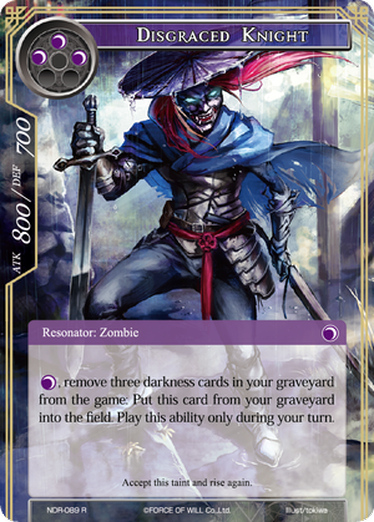 DISGRACED KNIGHT
ATK 800 / DEF 700
Resonator: Zombie
, remove three darkness cards in your graveyard
from the game: Put this card from your graveyard
into the field. Play this ability only during your turn.
Accept this taint and rise again.
NDR-089 R ©FORCE OF WILL Co.,Ltd. Illust/tokiwa